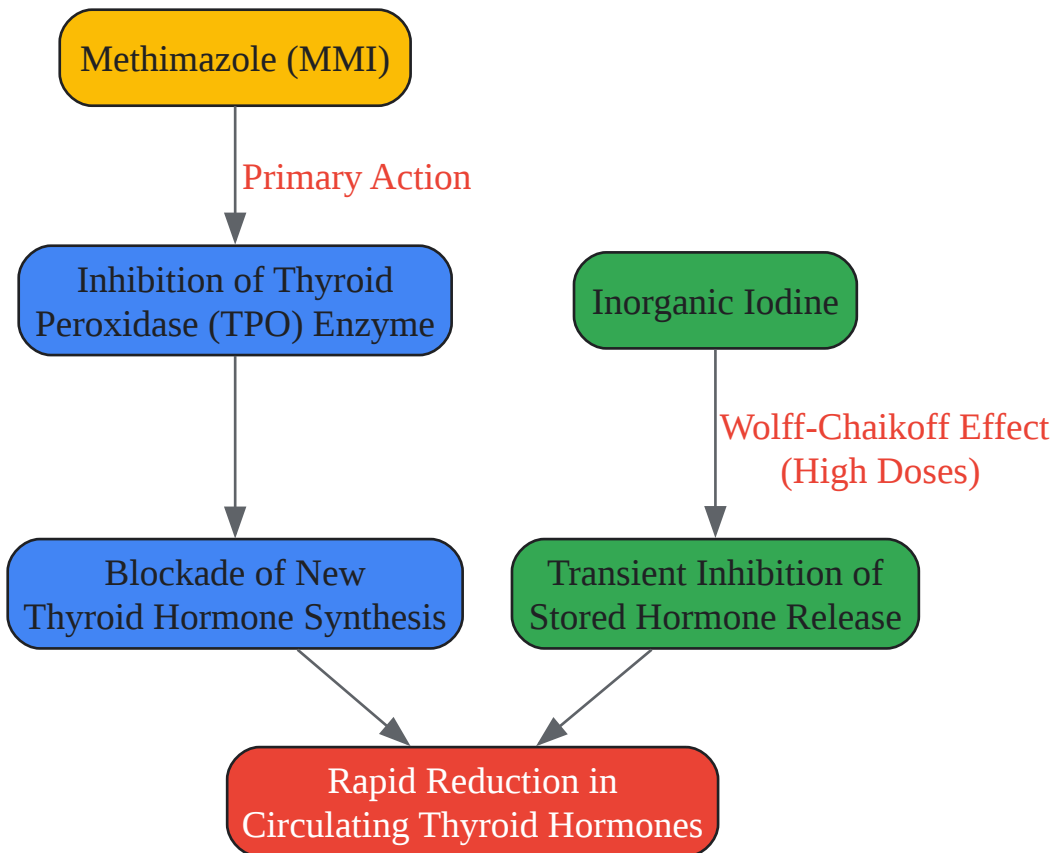 Methimazole (MMI)
Primary Action
Inhibition of Thyroid
Peroxidase (TPO) Enzyme
Inorganic Iodine
Wolff-Chaikoff Effect
(High Doses)
Blockade of New
Thyroid Hormone Synthesis
Transient Inhibition of
Stored Hormone Release
Rapid Reduction in
Circulating Thyroid Hormones